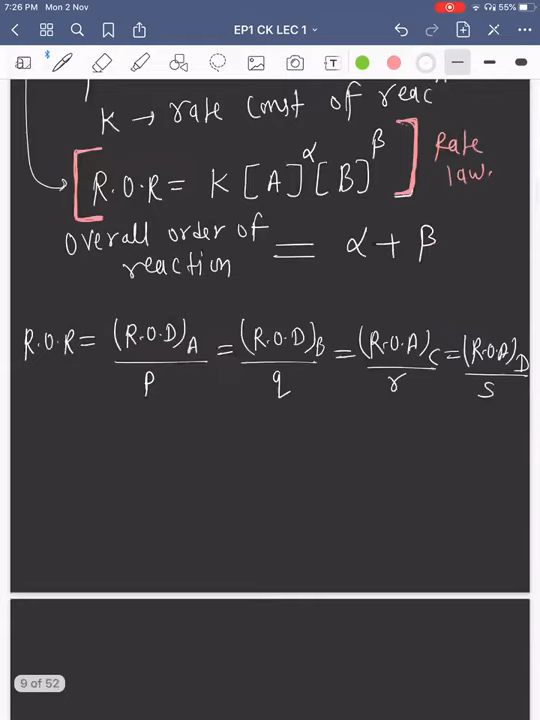 7:26 PM Mon 2 Nov
55%
EP1 CK LEC 1
K → rate const of reac
R.O.R = K [A]^α [B]^β
Rate law.
Overall order of reaction = α + β
R.O.R = (R.O.D)_A / p = (R.O.D)_B / q = (R.O.A)_C / r = (R.O.A)_D / s
9 of 52